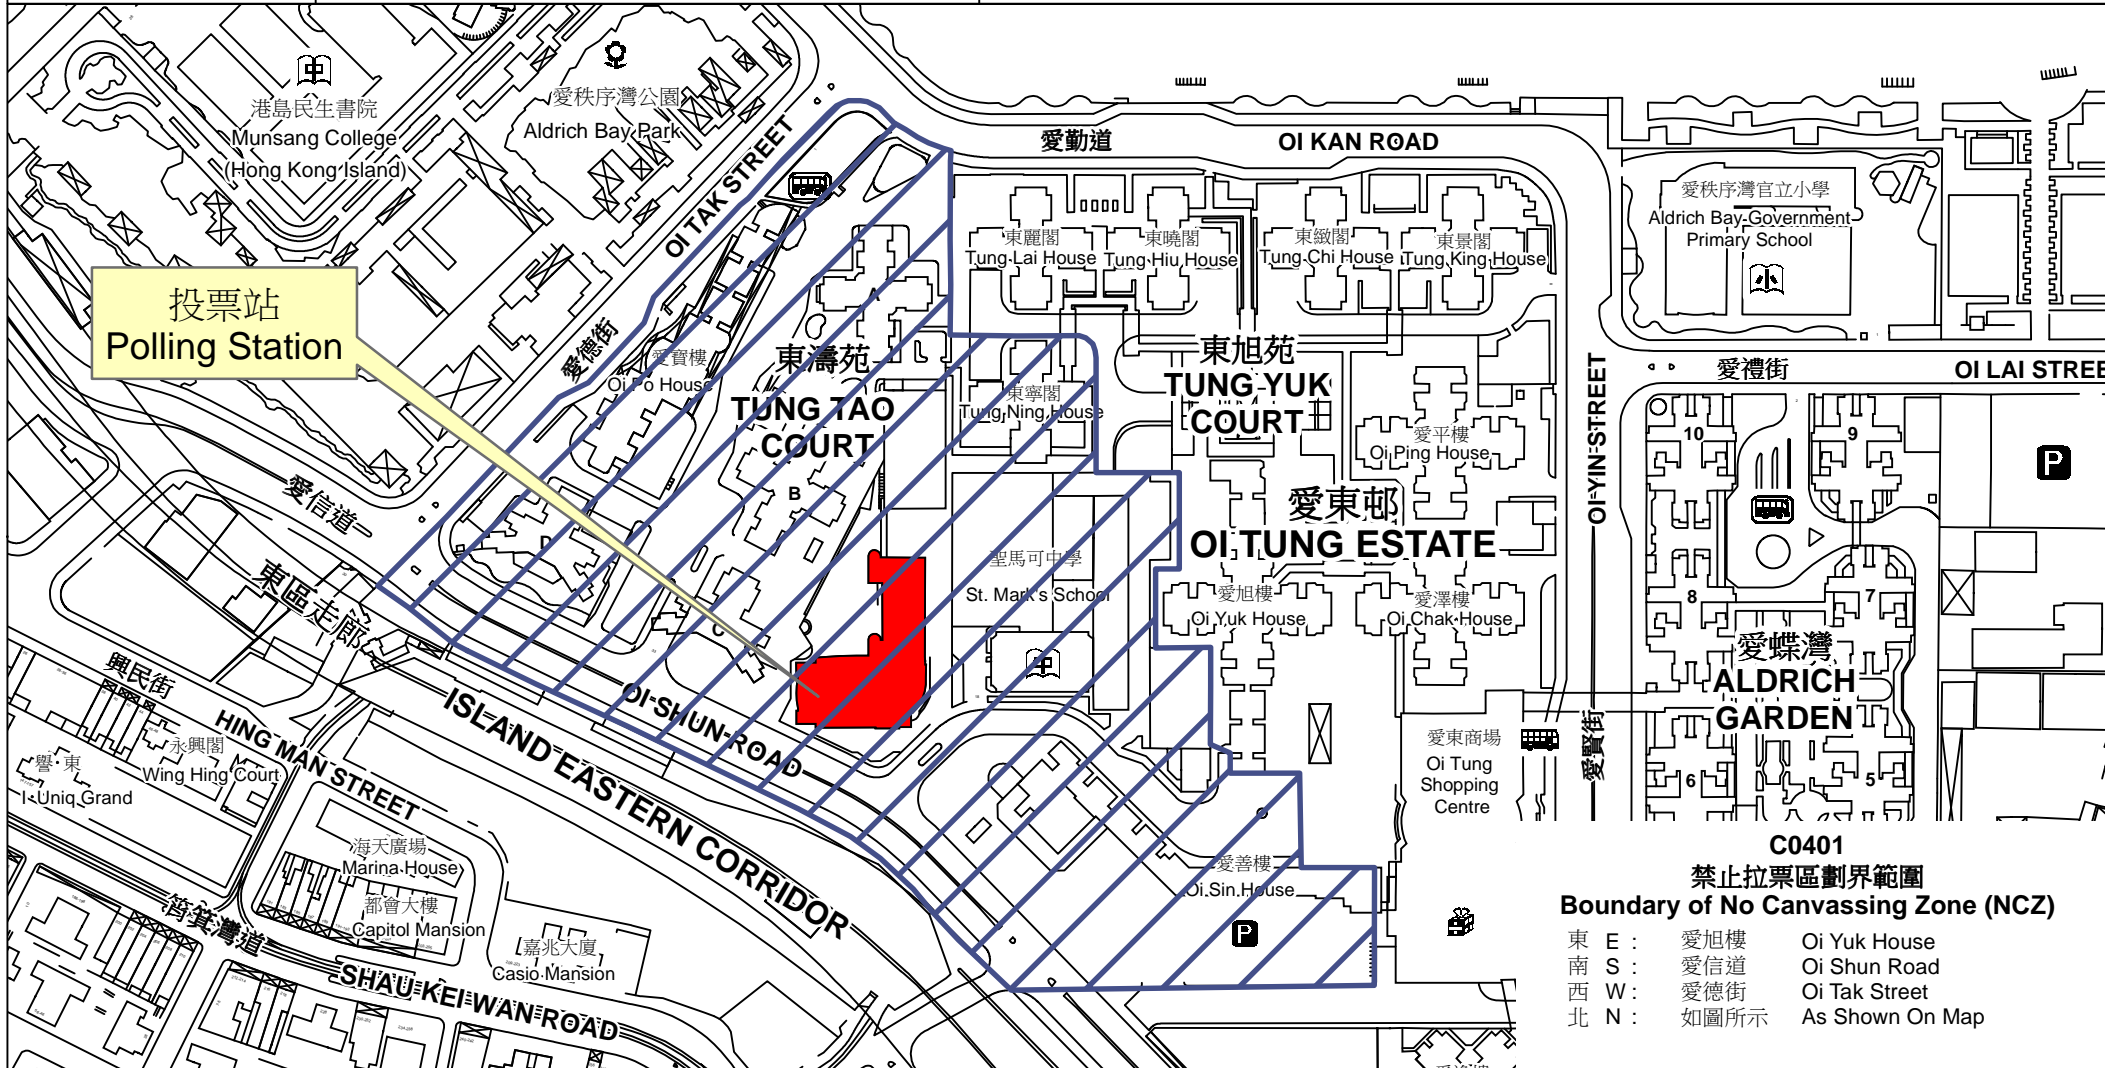 港島民生書院
Munsang College
(Hong Kong Island)
愛秩序灣公園
Aldrich Bay Park
OI TAK STREET
愛德街
愛勤道
OI KAN ROAD
愛秩序灣官立小學
Aldrich Bay Government
Primary School
小
中
東麗閣
Tung Lai House
東曉閣
Tung Hiu House
東緻閣
Tung Chi House
東景閣
Tung King House
投票站
Polling Station
愛寶樓
Oi Po House
東濤苑
TUNG TAO
COURT
A
B
C
D
東寧閣
Tung Ning House
東旭苑
TUNG YUK
COURT
愛平樓
Oi Ping House
OI YIN STREET
愛賢街
愛禮街
OI LAI STREE
10
9
8
7
6
5
P
愛信道
東區走廊
愛東邨
OI TUNG ESTATE
聖馬可中學
St. Mark's School
中
愛旭樓
Oi Yuk House
愛澤樓
Oi Chak House
愛蝶灣
ALDRICH
GARDEN
OI SHUN ROAD
ISLAND EASTERN CORRIDOR
興民街
HING MAN STREET
永興閣
Wing Hing Court
譽·東
I·Uniq Grand
海天廣場
Marina House
都會大樓
Capitol Mansion
嘉兆大廈
Casio Mansion
筲箕灣道
SHAU KEI WAN ROAD
愛東商場
Oi Tung
Shopping
Centre
愛善樓
Oi Sin House
P
C0401
禁止拉票區劃界範圍
Boundary of No Canvassing Zone (NCZ)
東 E : 愛旭樓 Oi Yuk House
南 S : 愛信道 Oi Shun Road
西 W : 愛德街 Oi Tak Street
北 N : 如圖所示 As Shown On Map